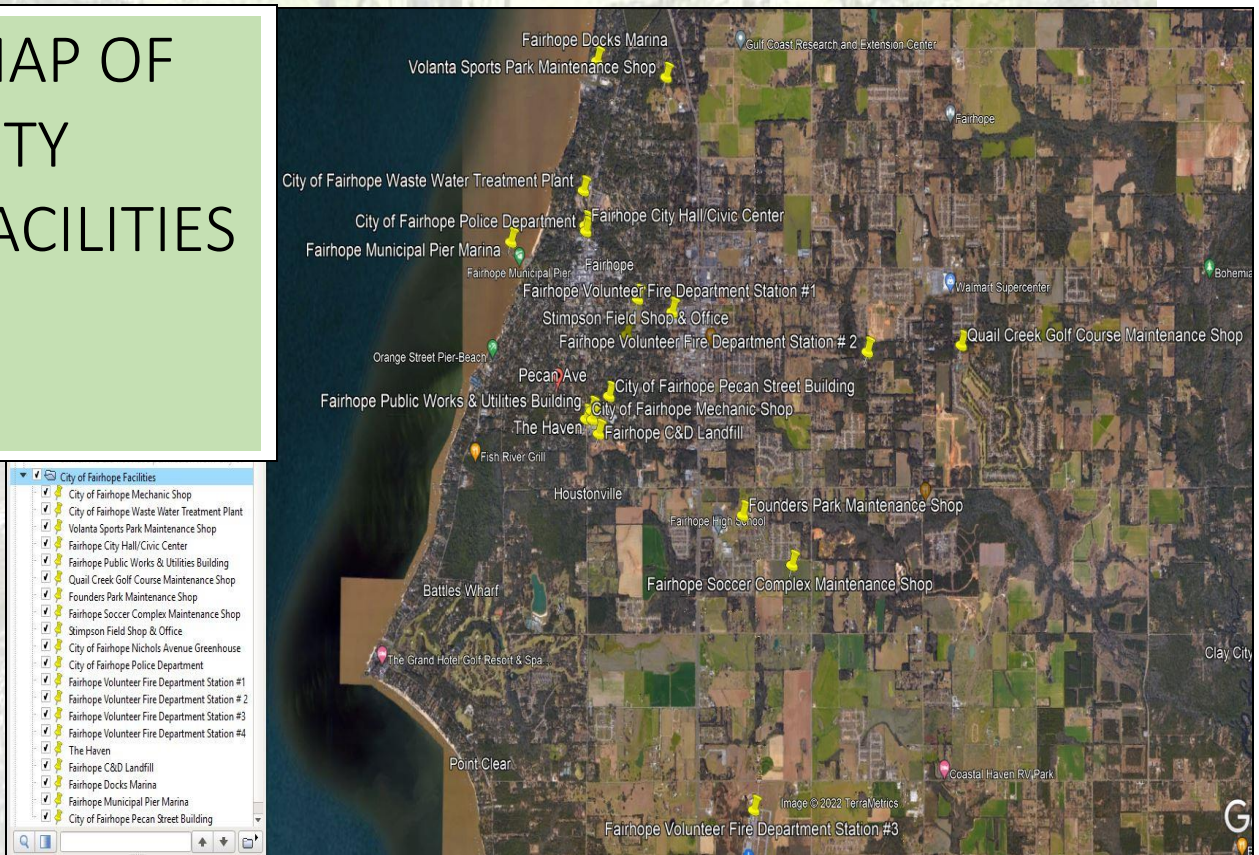 MAP OF
ITY
ACILITIES
City of Fairhope Facilities
City of Fairhope Mechanic Shop
City of Fairhope Waste Water Treatment Plant
Volanta Sports Park Maintenance Shop
Fairhope City Hall/Civic Center
Fairhope Public Works & Utilities Building
Quail Creek Golf Course Maintenance Shop
Founders Park Maintenance Shop
Fairhope Soccer Complex Maintenance Shop
Stimpson Field Shop & Office
City of Fairhope Nichols Avenue Greenhouse
City of Fairhope Police Department
Fairhope Volunteer Fire Department Station #1
Fairhope Volunteer Fire Department Station # 2
Fairhope Volunteer Fire Department Station #3
Fairhope Volunteer Fire Department Station #4
The Haven
Fairhope C&D Landfill
Fairhope Docks Marina
Fairhope Municipal Pier Marina
City of Fairhope Pecan Street Building
Fairhope Docks Marina
Gulf Coast Research and Extension Center
Volanta Sports Park Maintenance Shop
Fairhope
City of Fairhope Waste Water Treatment Plant
City of Fairhope Police Department
Fairhope City Hall/Civic Center
Fairhope Municipal Pier Marina
Fairhope Municipal Pier
Fairhope
Bohemia
Fairhope Volunteer Fire Department Station #1
Walmart Supercenter
Stimpson Field Shop & Office
Fairhope Volunteer Fire Department Station # 2
Quail Creek Golf Course Maintenance Shop
Orange Street Pier-Beach
Pecan Ave
City of Fairhope Pecan Street Building
Fairhope Public Works & Utilities Building
City of Fairhope Mechanic Shop
The Haven
Fairhope C&D Landfill
Fish River Grill
Houstonville
Founders Park Maintenance Shop
Fairhope High School
Fairhope Soccer Complex Maintenance Shop
Battles Wharf
The Grand Hotel Golf Resort & Spa...
Clay City
Point Clear
Coastal Haven RV Park
Image © 2022 TerraMetrics
G
Fairhope Volunteer Fire Department Station #3